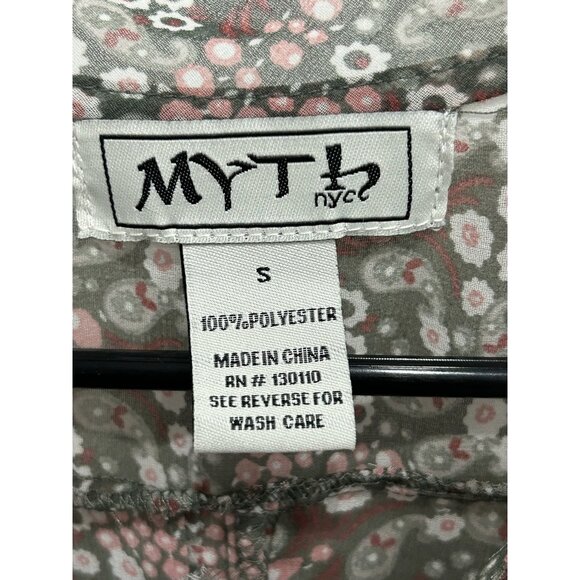 MYTh
nyc
S
100%POLYESTER
MADE IN CHINA
RN # 130110
SEE REVERSE FOR
WASH CARE